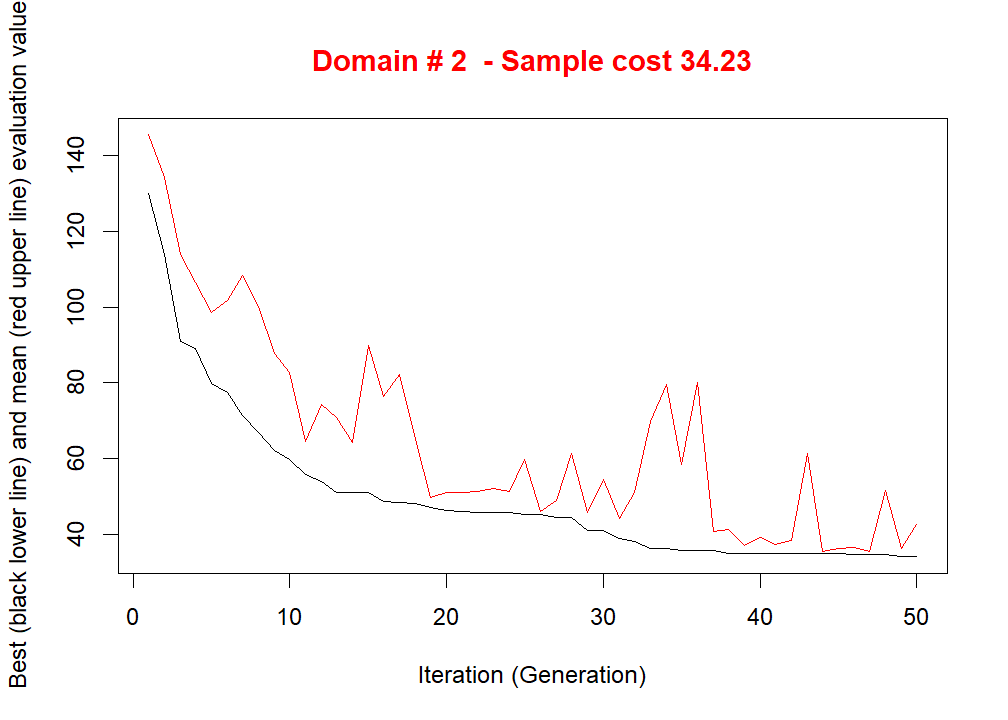 Domain # 2  - Sample cost 34.23
Best (black lower line) and mean (red upper line) evaluation value
140
120
100
80
60
40
0 10 20 30 40 50
Iteration (Generation)